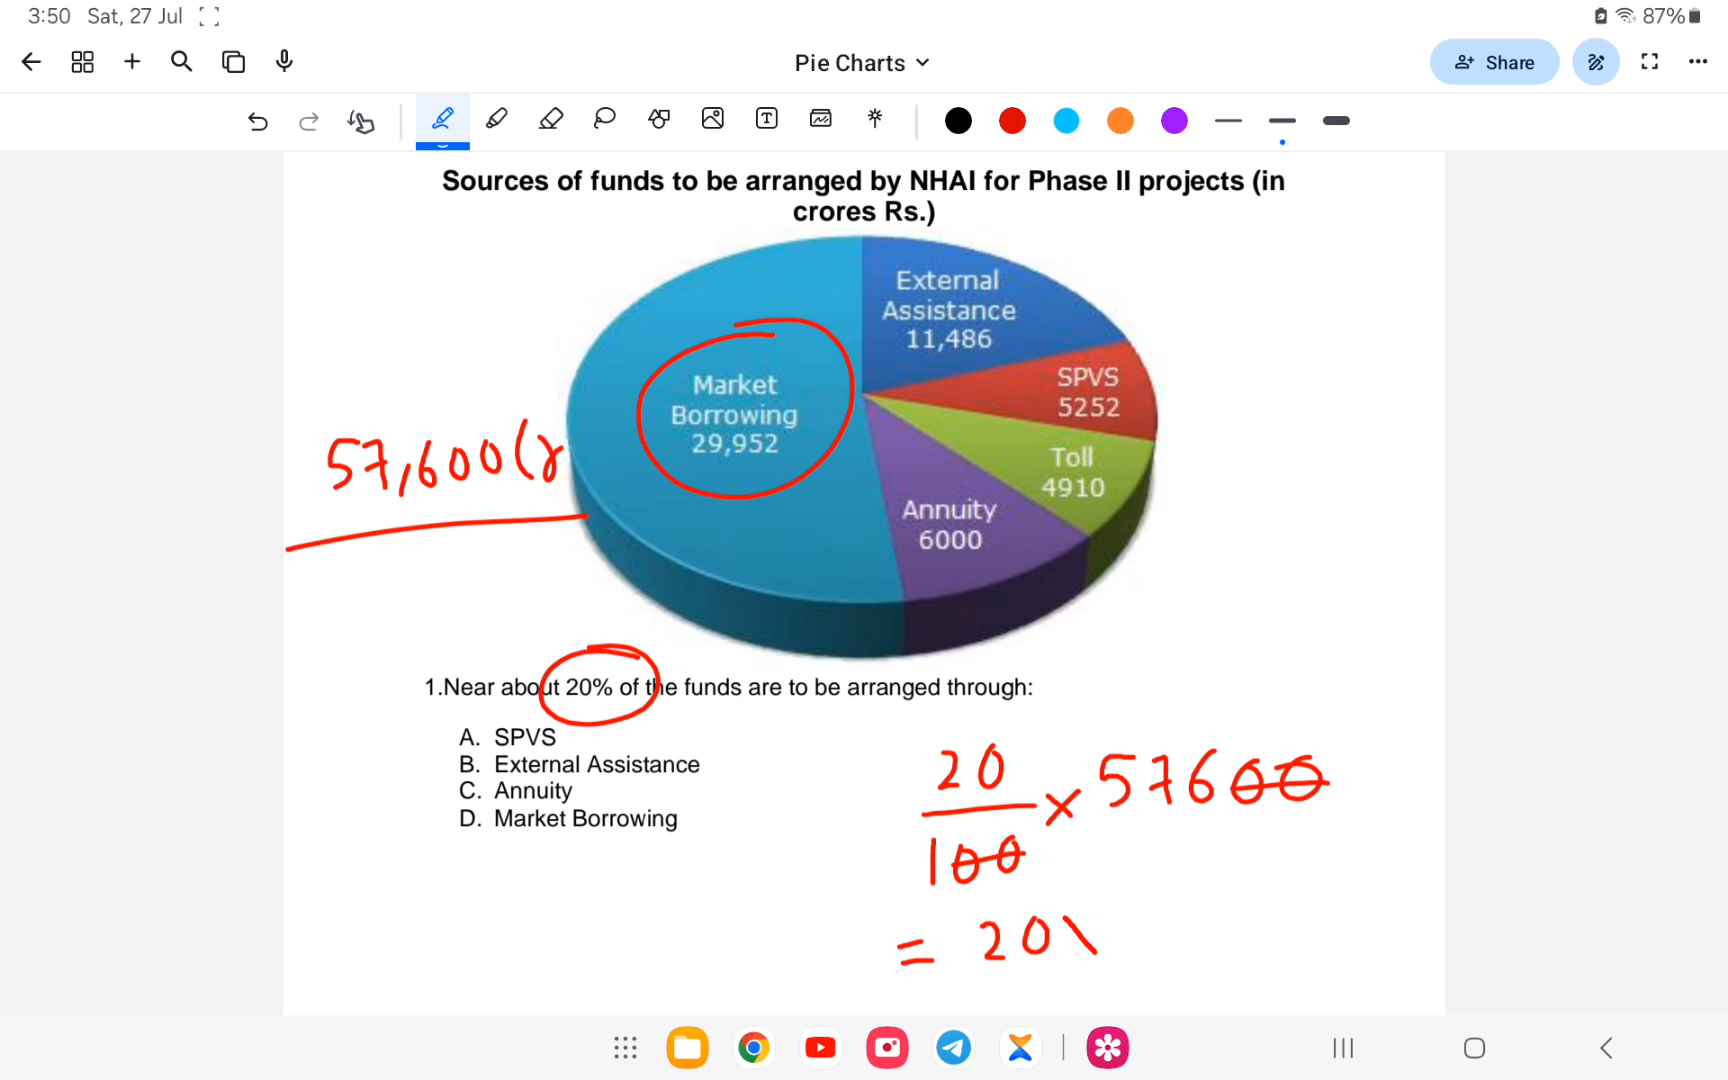 3:50 Sat, 27 Jul
87%
Pie Charts
Share
Sources of funds to be arranged by NHAI for Phase II projects (in
crores Rs.)
External
Assistance
11,486
SPVS
5252
Market
Borrowing
29,952
Toll
4910
Annuity
6000
57,600
1.Near about 20% of the funds are to be arranged through:
A. SPVS
B. External Assistance
C. Annuity
D. Market Borrowing
20
× 57600
100
= 20